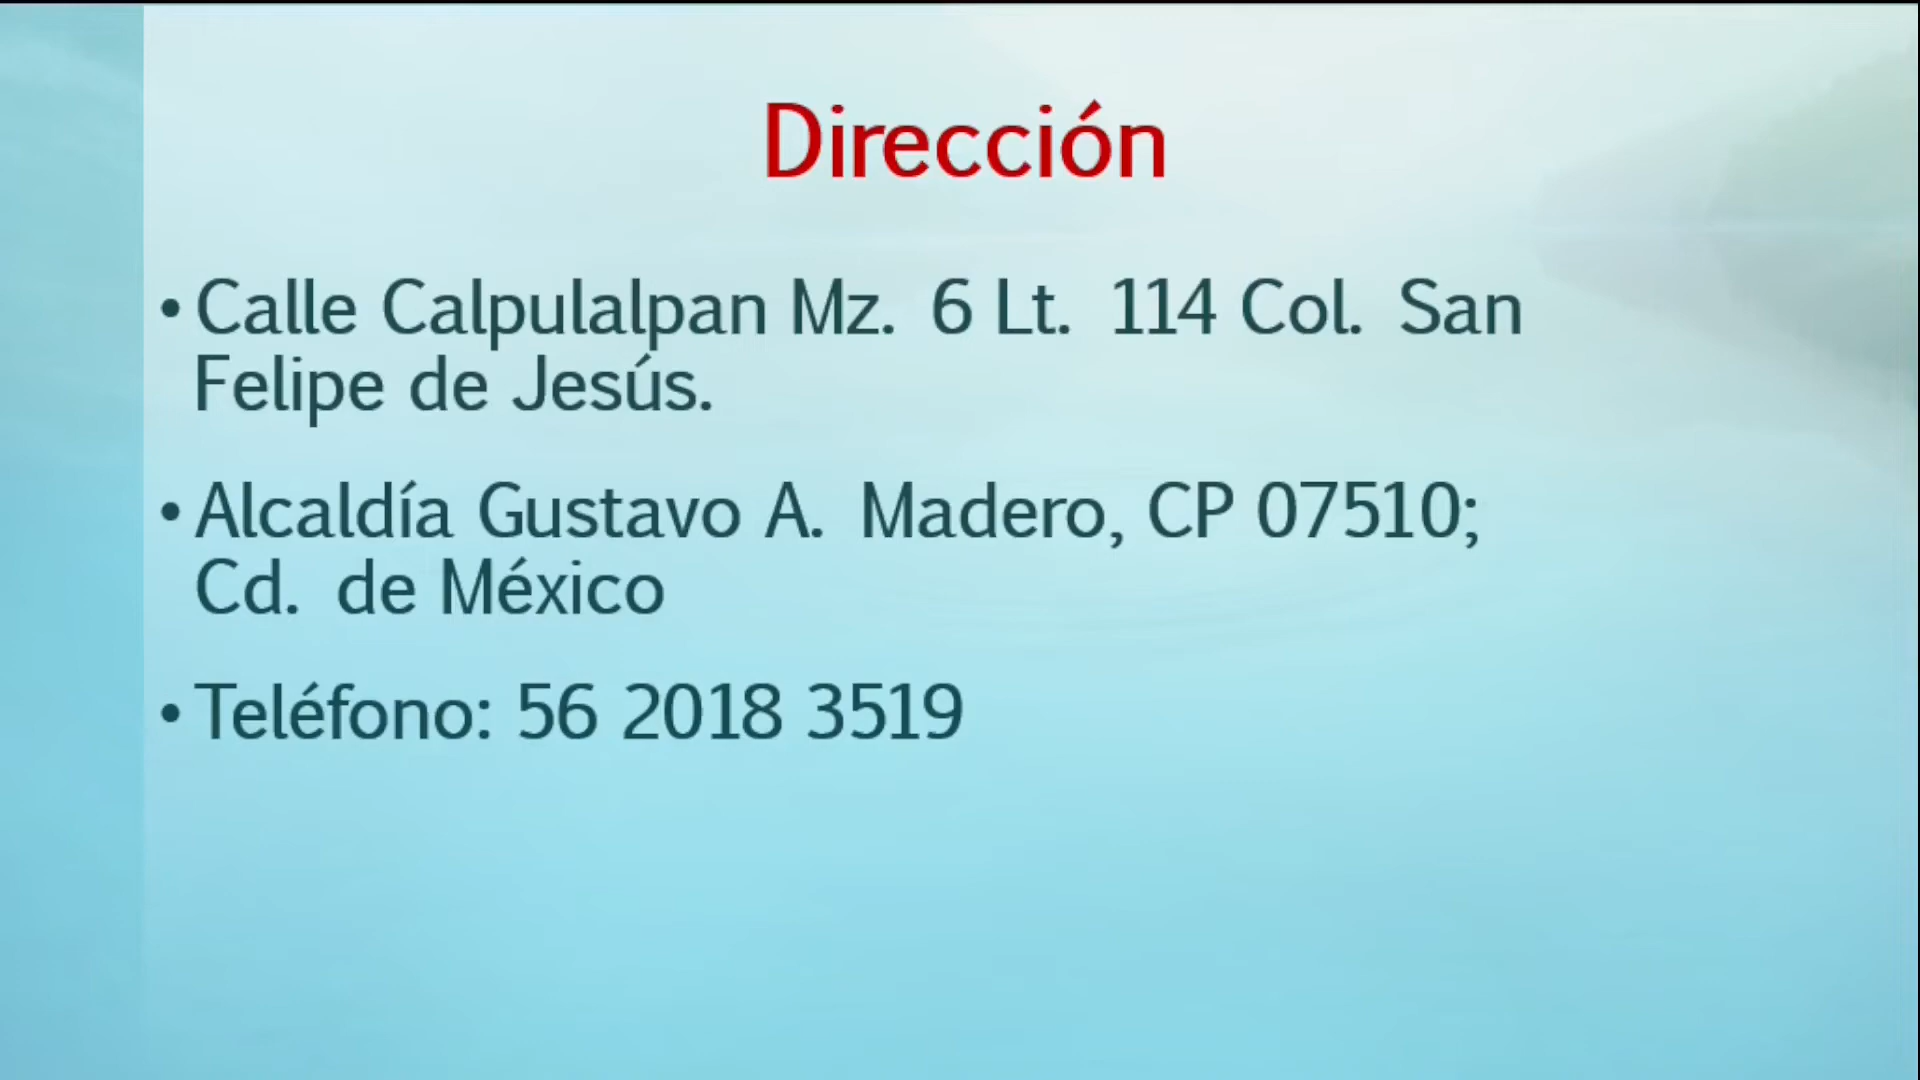 Dirección
• Calle Calpulalpan Mz. 6 Lt. 114 Col. San
Felipe de Jesús.
• Alcaldía Gustavo A. Madero, CP 07510;
Cd. de México
• Teléfono: 56 2018 3519